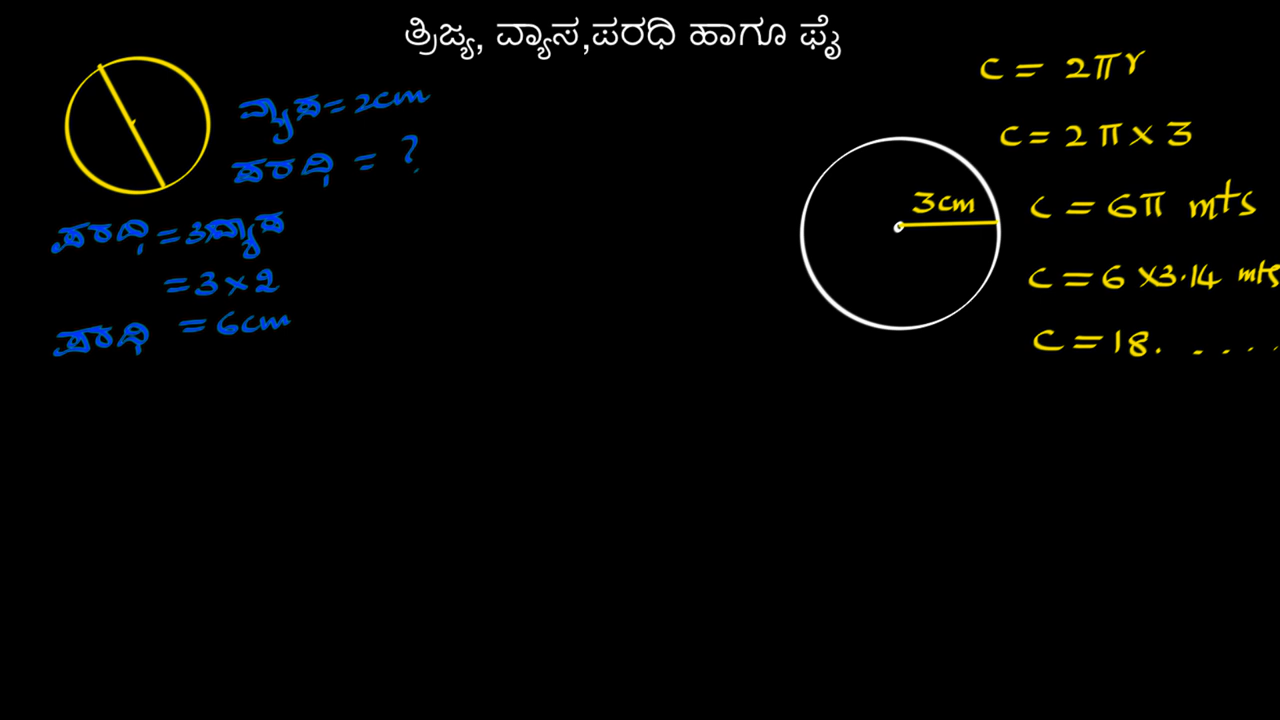 ತ್ರಿಜ್ಯ, ವ್ಯಾಸ,ಪರಧಿ ಹಾಗೂ ಫೈ
ವ್ಯಾಸ = 2cm
ಪರಧಿ = ?
ಪರಧಿ = 3xವ್ಯಾಸ
= 3 × 2
ಪರಧಿ = 6cm
3cm
C = 2πr
C = 2π × 3
C = 6π mts
C = 6 × 3.14 mts
C = 18. . . . .